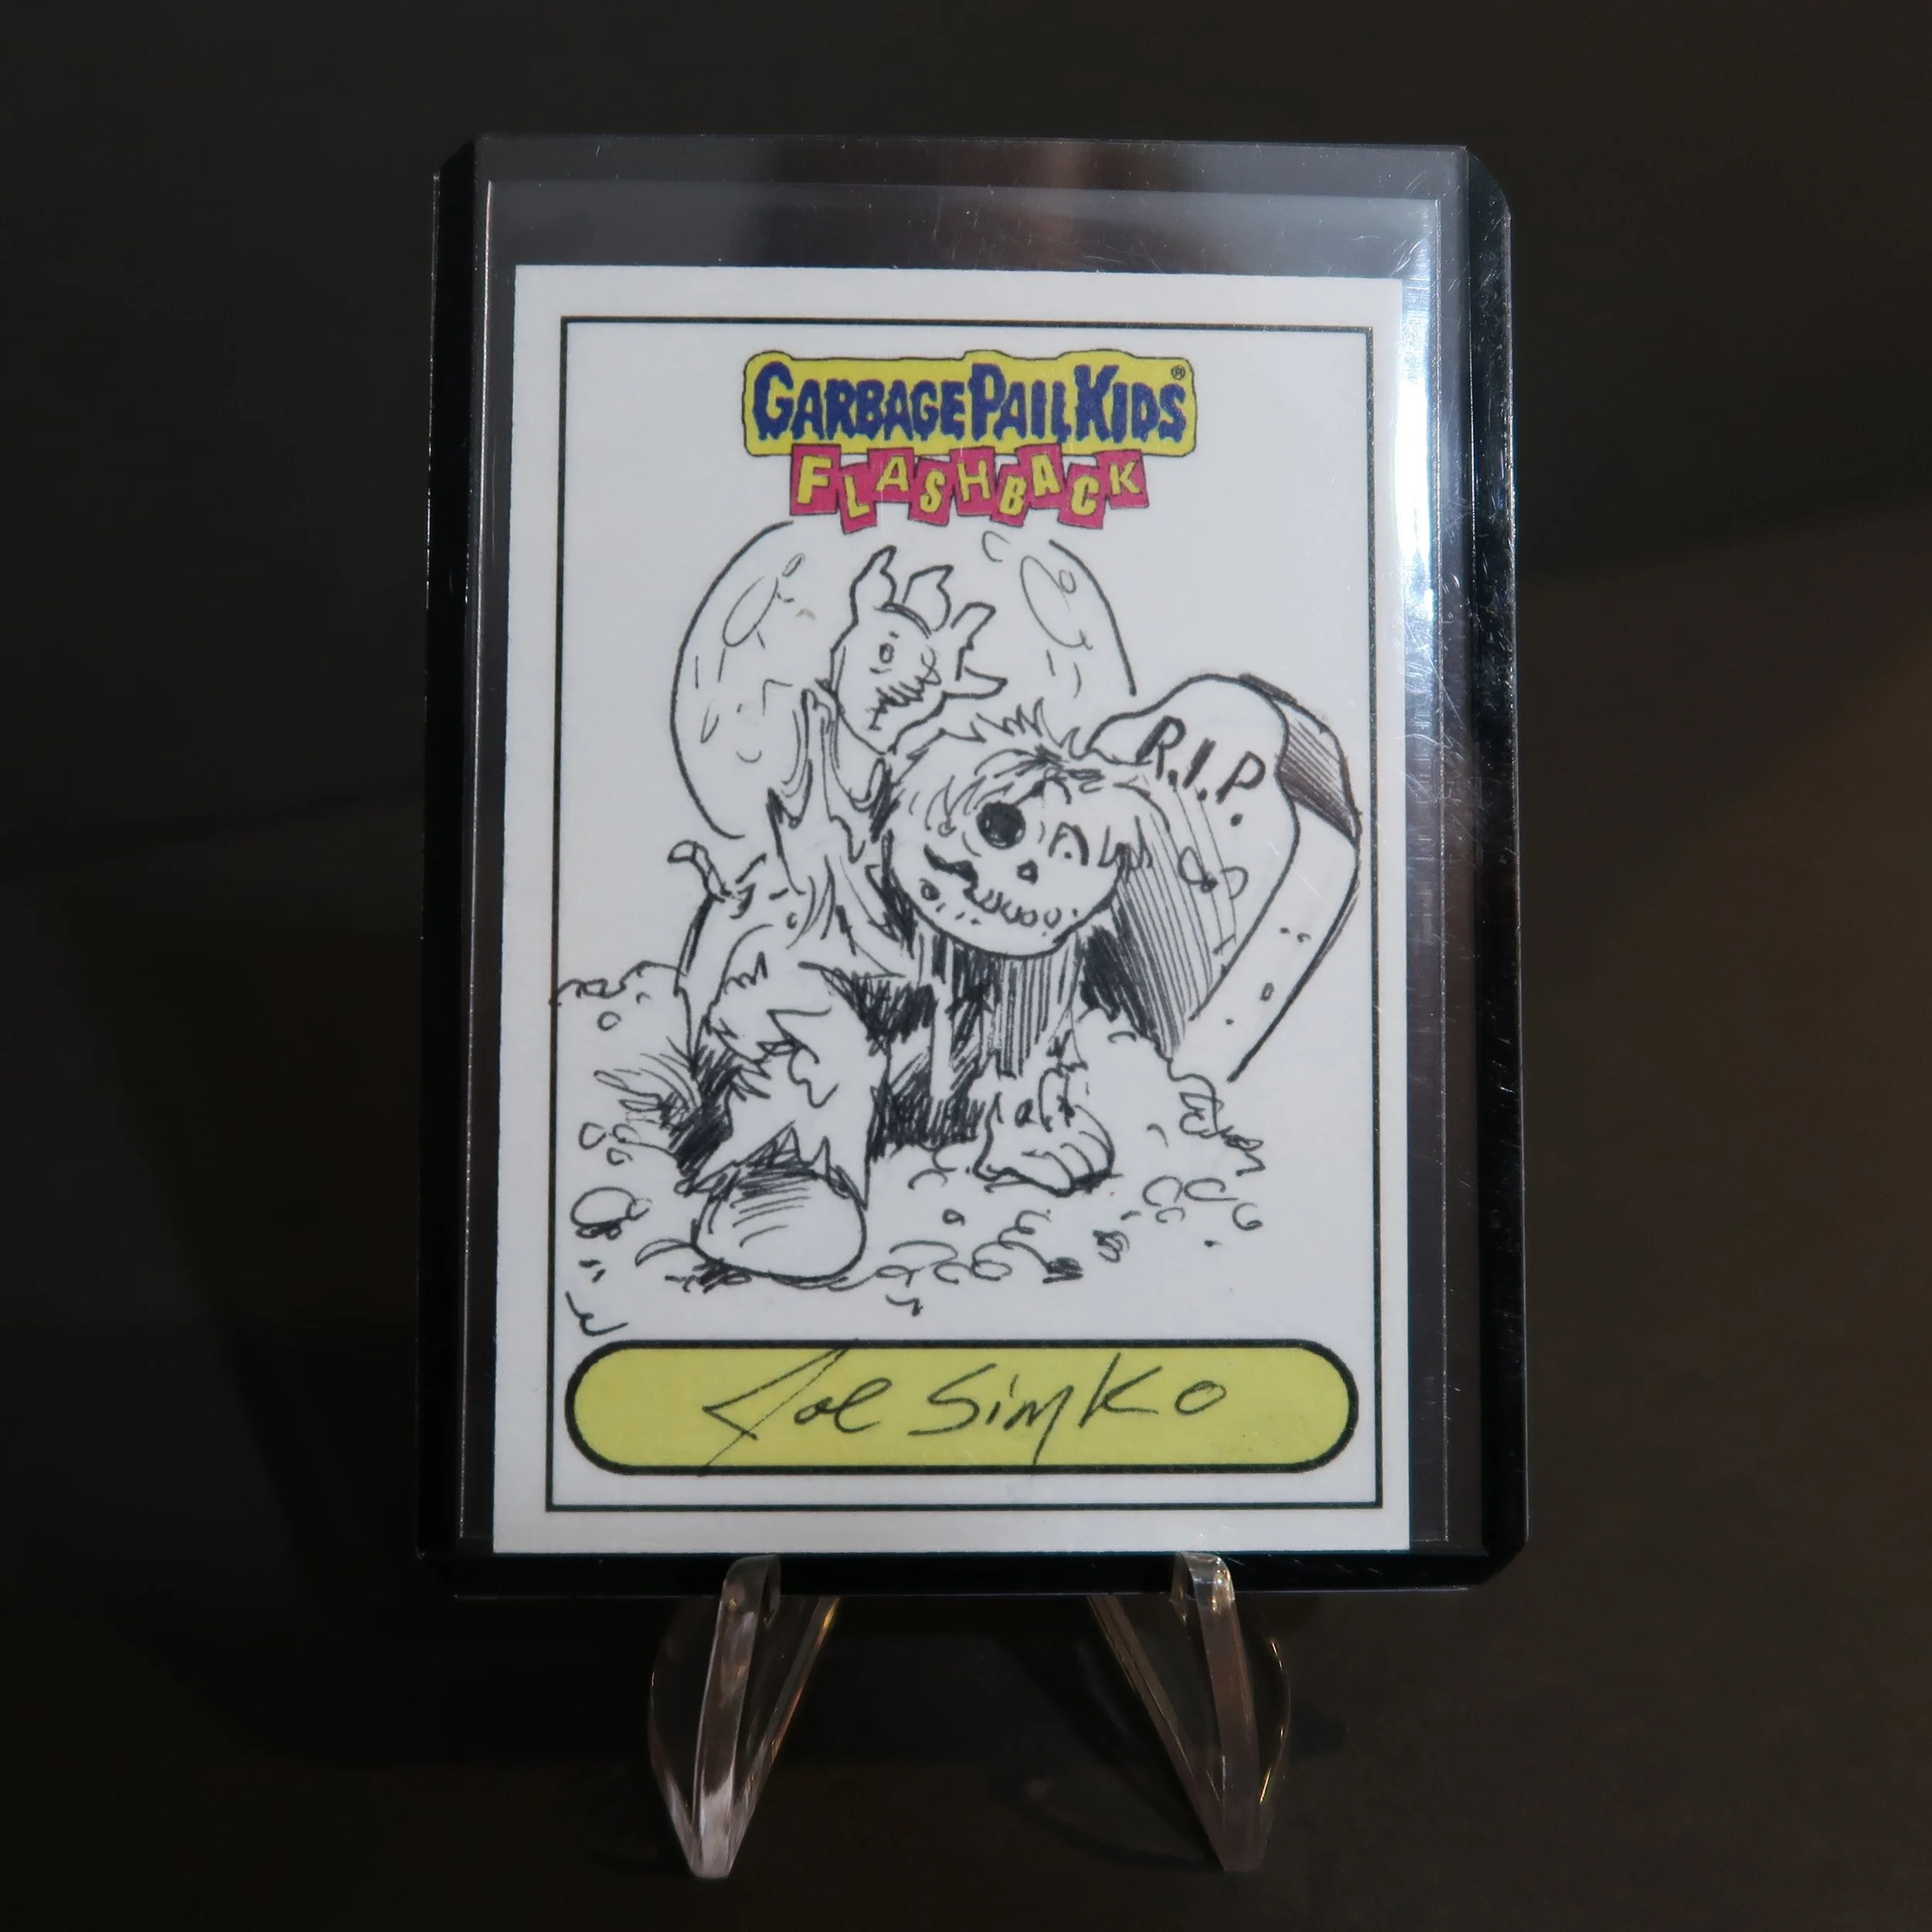 GARBAGE PAIL KIDS®
FLASHBACK
R.I.P.
Joe Simko